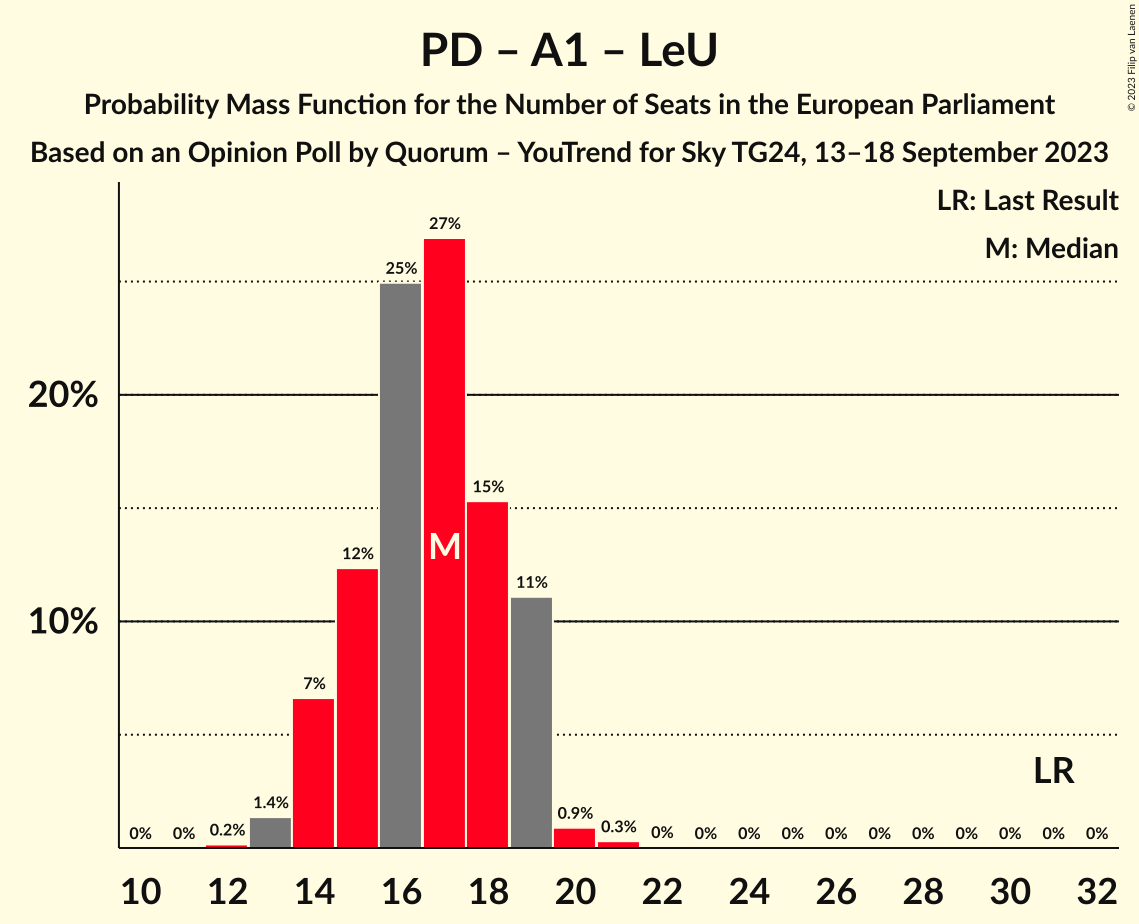 PD – A1 – LeU
Probability Mass Function for the Number of Seats in the European Parliament
Based on an Opinion Poll by Quorum – YouTrend for Sky TG24, 13–18 September 2023
© 2023 Filip van Laenen
LR: Last Result
M: Median
20%
10%
0%
0%
0.2%
1.4%
7%
12%
25%
27%
15%
11%
0.9%
0.3%
0%
0%
0%
0%
0%
0%
0%
0%
0%
0%
0%
M
LR
10 12 14 16 18 20 22 24 26 28 30 32